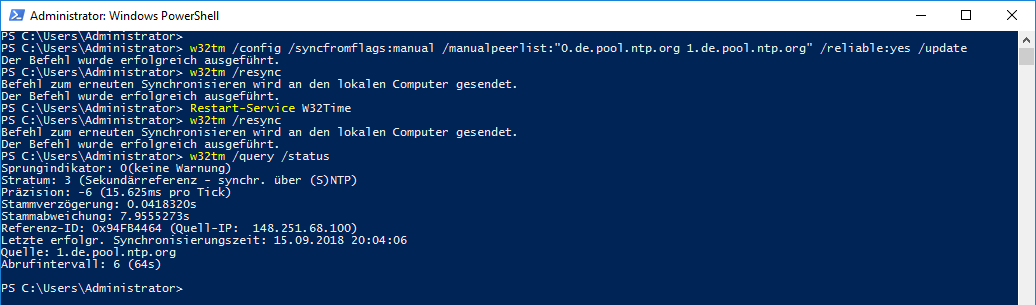 Administrator: Windows PowerShell
PS C:\Users\Administrator>
PS C:\Users\Administrator> w32tm /config /syncfromflags:manual /manualpeerlist:"0.de.pool.ntp.org 1.de.pool.ntp.org" /reliable:yes /update
Der Befehl wurde erfolgreich ausgeführt.
PS C:\Users\Administrator> w32tm /resync
Befehl zum erneuten Synchronisieren wird an den lokalen Computer gesendet.
Der Befehl wurde erfolgreich ausgeführt.
PS C:\Users\Administrator> Restart-Service W32Time
PS C:\Users\Administrator> w32tm /resync
Befehl zum erneuten Synchronisieren wird an den lokalen Computer gesendet.
Der Befehl wurde erfolgreich ausgeführt.
PS C:\Users\Administrator> w32tm /query /status
Sprungindikator: 0(keine Warnung)
Stratum: 3 (Sekundärreferenz - synchr. über (S)NTP)
Präzision: -6 (15.625ms pro Tick)
Stammverzögerung: 0.0418320s
Stammabweichung: 7.9555273s
Referenz-ID: 0x94FB4464 (Quell-IP:  148.251.68.100)
Letzte erfolgr. Synchronisierungszeit: 15.09.2018 20:04:06
Quelle: 1.de.pool.ntp.org
Abrufintervall: 6 (64s)
PS C:\Users\Administrator>